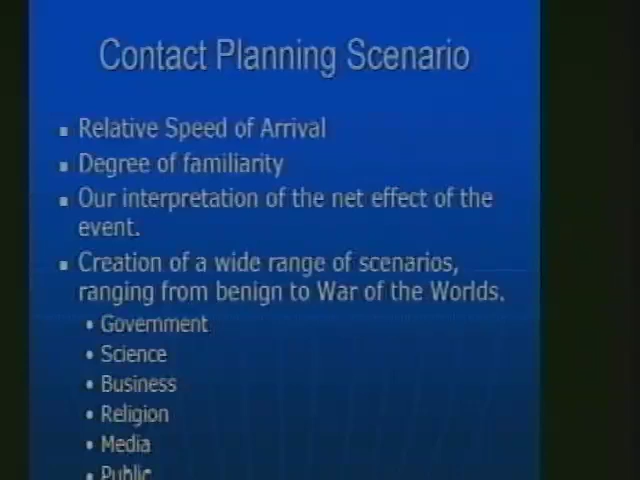 Contact Planning Scenario
Relative Speed of Arrival
Degree of familiarity
Our interpretation of the net effect of the
event.
Creation of a wide range of scenarios,
ranging from benign to War of the Worlds.
Government
Science
Business
Religion
Media
Public